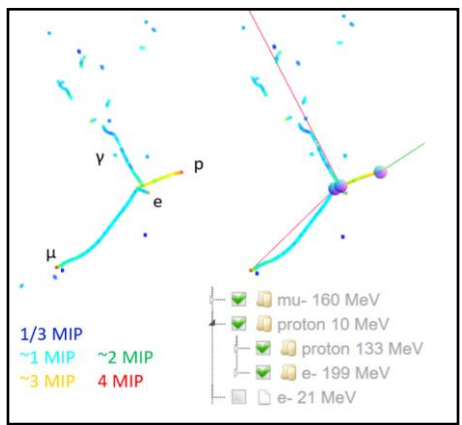 γ
p
e
μ
1/3 MIP
~1 MIP ~2 MIP
~3 MIP 4 MIP
mu- 160 MeV
proton 10 MeV
proton 133 MeV
e- 199 MeV
e- 21 MeV